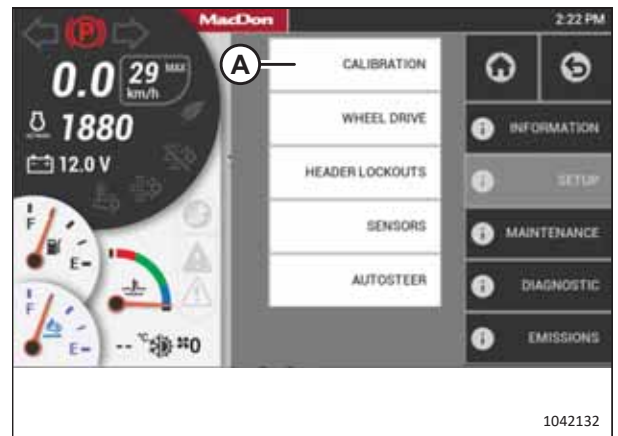 MacDon
2:22 PM
P
0.0
29 MAX
km/h
1880
12.0 V
F
E
F
E
-- °C
0
A
CALIBRATION
WHEEL DRIVE
HEADER LOCKOUTS
SENSORS
AUTOSTEER
INFORMATION
SETUP
MAINTENANCE
DIAGNOSTIC
EMISSIONS
1042132